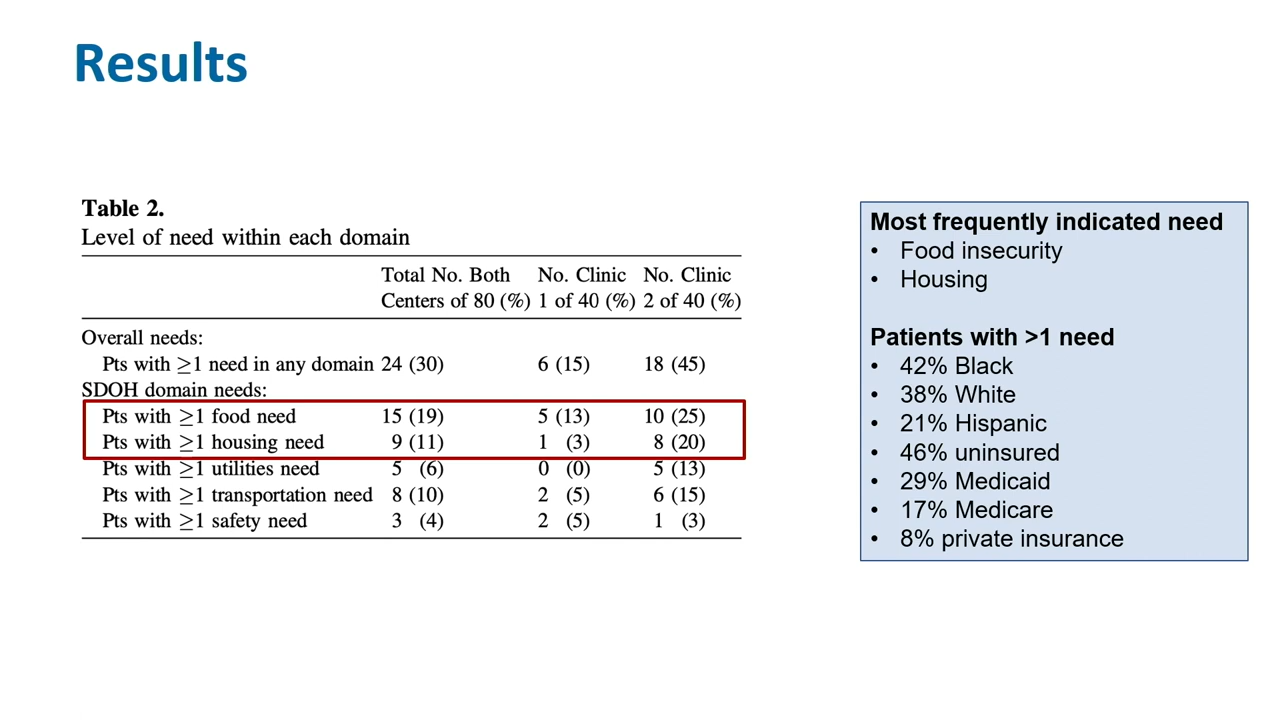 Results
Table 2.
Level of need within each domain
Total No. Both No. Clinic No. Clinic
Centers of 80 (%) 1 of 40 (%) 2 of 40 (%)
Overall needs:
Pts with ≥1 need in any domain 24 (30) 6 (15) 18 (45)
SDOH domain needs:
Pts with ≥1 food need 15 (19) 5 (13) 10 (25)
Pts with ≥1 housing need 9 (11) 1 (3) 8 (20)
Pts with ≥1 utilities need 5 (6) 0 (0) 5 (13)
Pts with ≥1 transportation need 8 (10) 2 (5) 6 (15)
Pts with ≥1 safety need 3 (4) 2 (5) 1 (3)
Most frequently indicated need
• Food insecurity
• Housing
Patients with >1 need
• 42% Black
• 38% White
• 21% Hispanic
• 46% uninsured
• 29% Medicaid
• 17% Medicare
• 8% private insurance